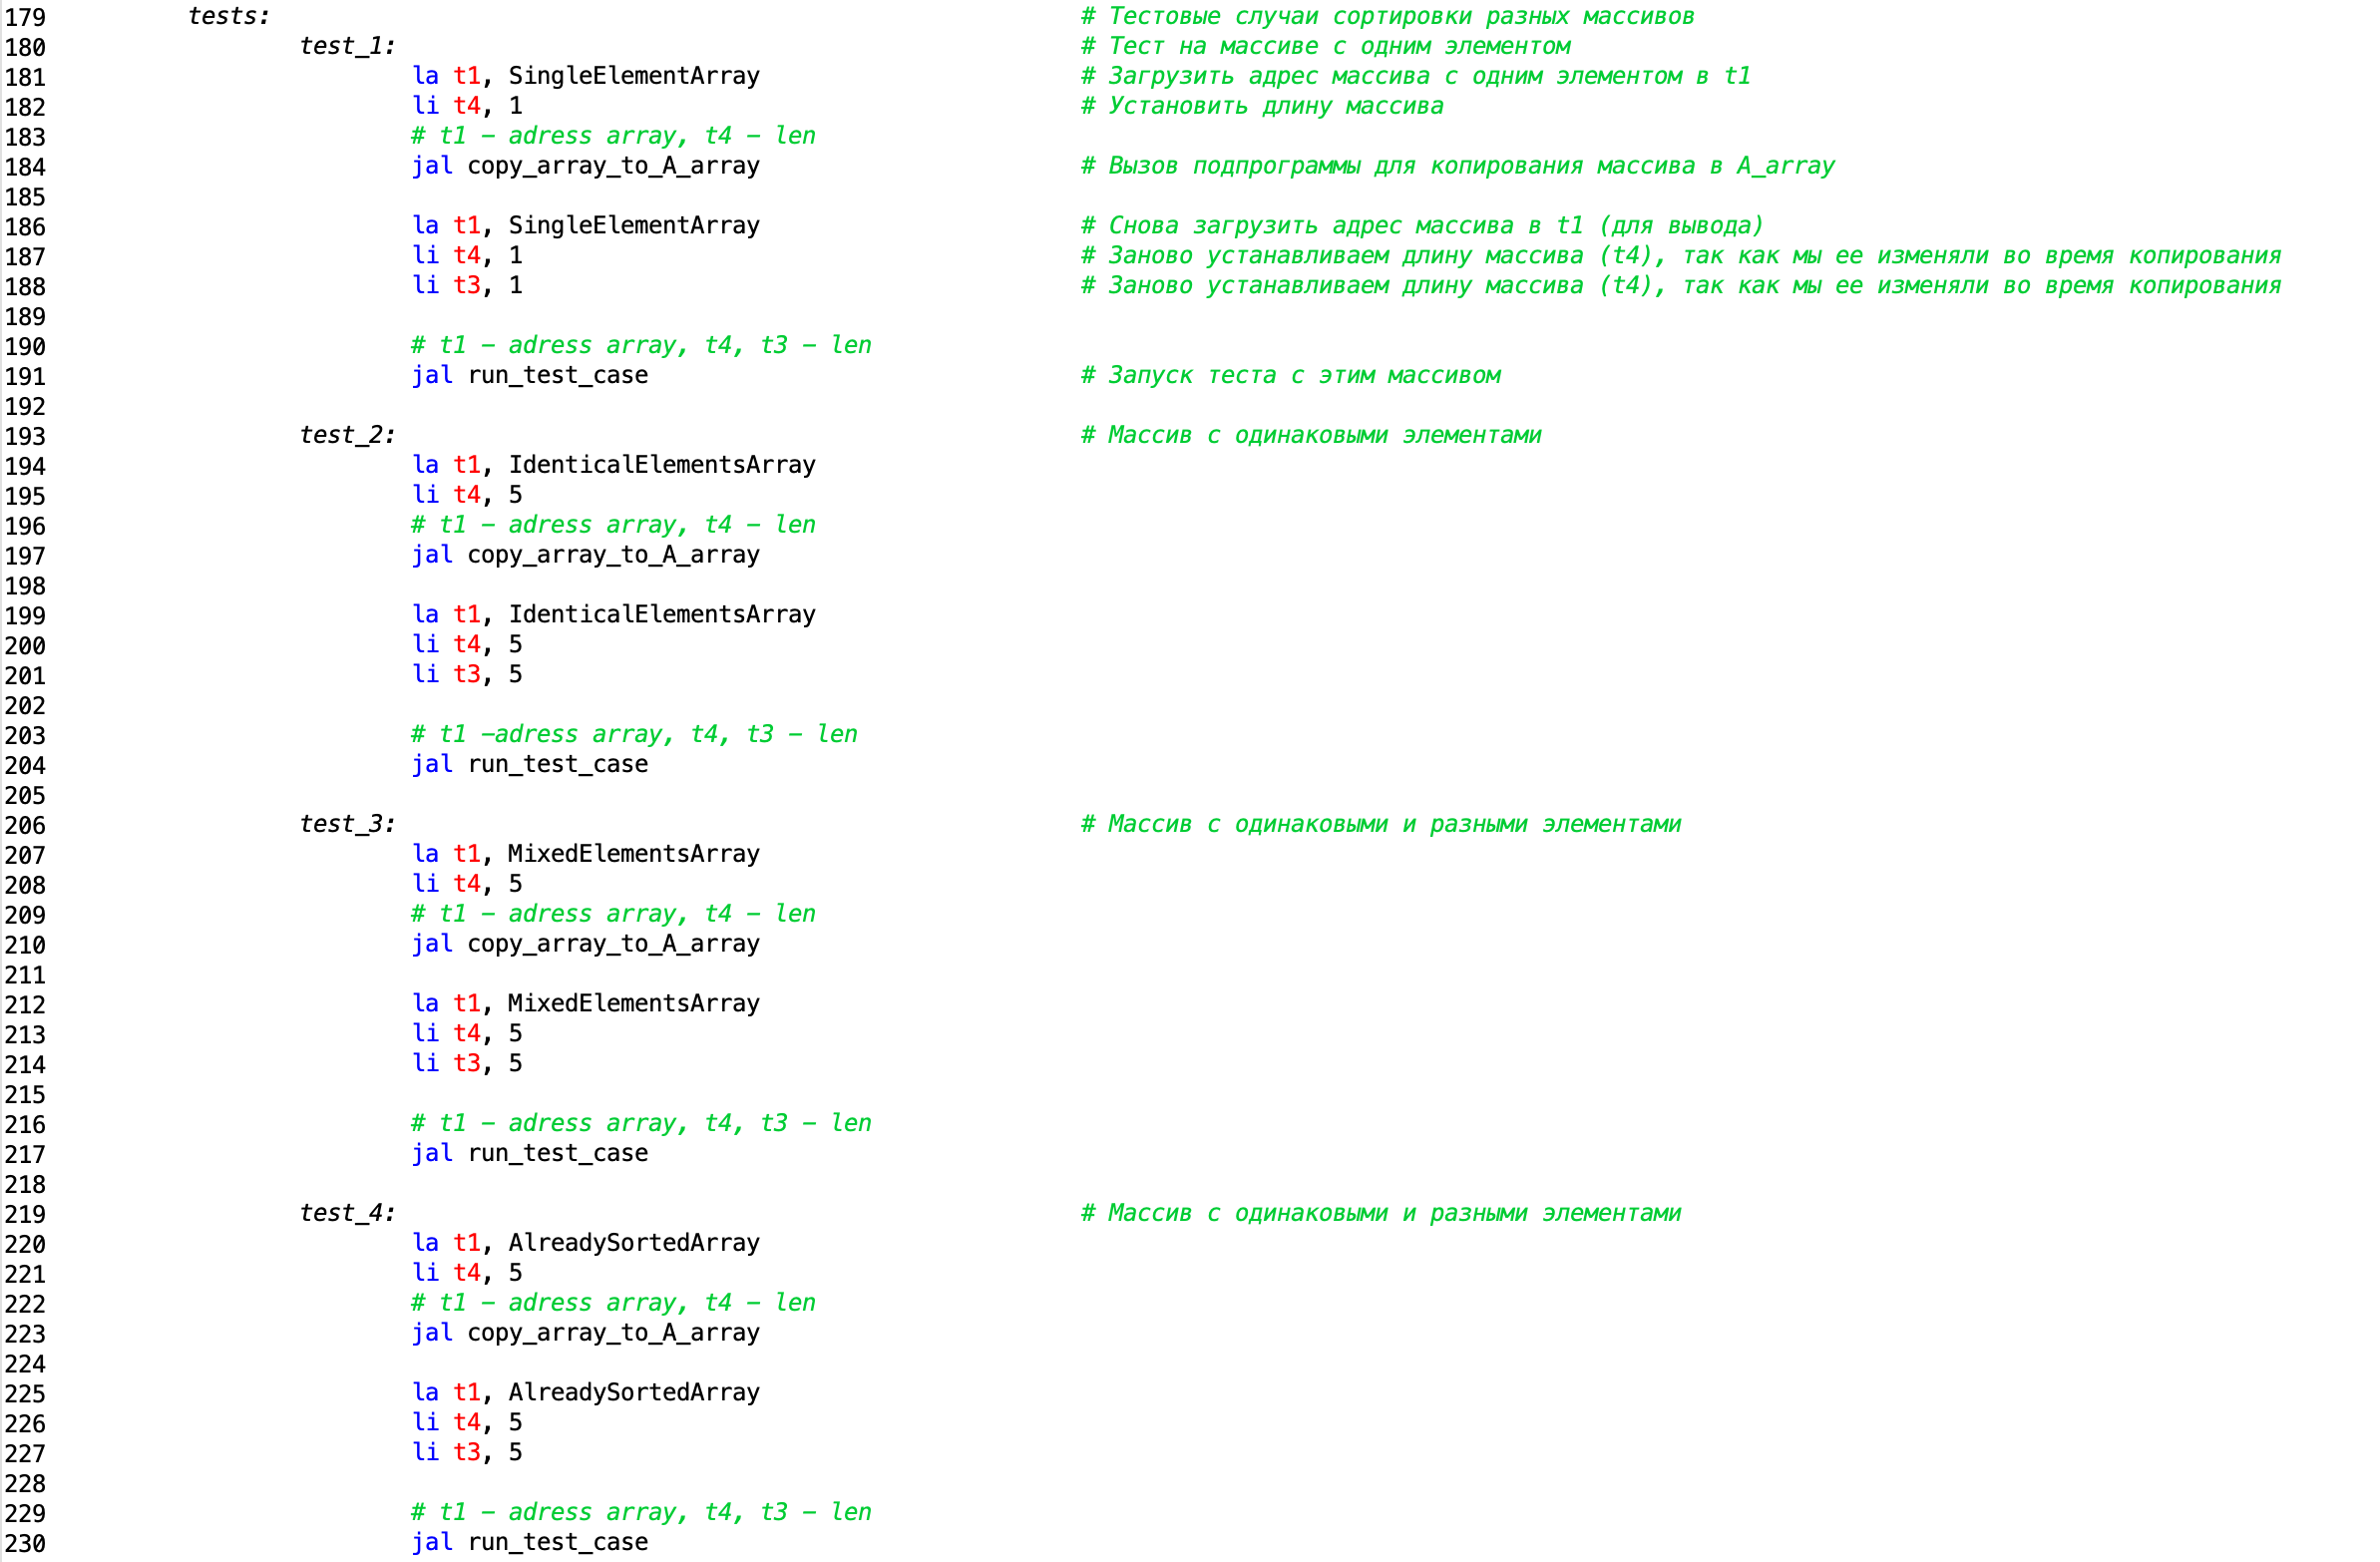 179 tests: # Тестовые случаи сортировки разных массивов
180 test_1: # Тест на массиве с одним элементом
181 la t1, SingleElementArray # Загрузить адрес массива с одним элементом в t1
182 li t4, 1 # Установить длину массива
183 # t1 – adress array, t4 – len
184 jal copy_array_to_A_array # Вызов подпрограммы для копирования массива в A_array
185
186 la t1, SingleElementArray # Снова загрузить адрес массива в t1 (для вывода)
187 li t4, 1 # Заново устанавливаем длину массива (t4), так как мы ее изменяли во время копирования
188 li t3, 1 # Заново устанавливаем длину массива (t4), так как мы ее изменяли во время копирования
189
190 # t1 – adress array, t4, t3 – len
191 jal run_test_case # Запуск теста с этим массивом
192
193 test_2: # Массив с одинаковыми элементами
194 la t1, IdenticalElementsArray
195 li t4, 5
196 # t1 – adress array, t4 – len
197 jal copy_array_to_A_array
198
199 la t1, IdenticalElementsArray
200 li t4, 5
201 li t3, 5
202
203 # t1 –adress array, t4, t3 – len
204 jal run_test_case
205
206 test_3: # Массив с одинаковыми и разными элементами
207 la t1, MixedElementsArray
208 li t4, 5
209 # t1 – adress array, t4 – len
210 jal copy_array_to_A_array
211
212 la t1, MixedElementsArray
213 li t4, 5
214 li t3, 5
215
216 # t1 – adress array, t4, t3 – len
217 jal run_test_case
218
219 test_4: # Массив с одинаковыми и разными элементами
220 la t1, AlreadySortedArray
221 li t4, 5
222 # t1 – adress array, t4 – len
223 jal copy_array_to_A_array
224
225 la t1, AlreadySortedArray
226 li t4, 5
227 li t3, 5
228
229 # t1 – adress array, t4, t3 – len
230 jal run_test_case